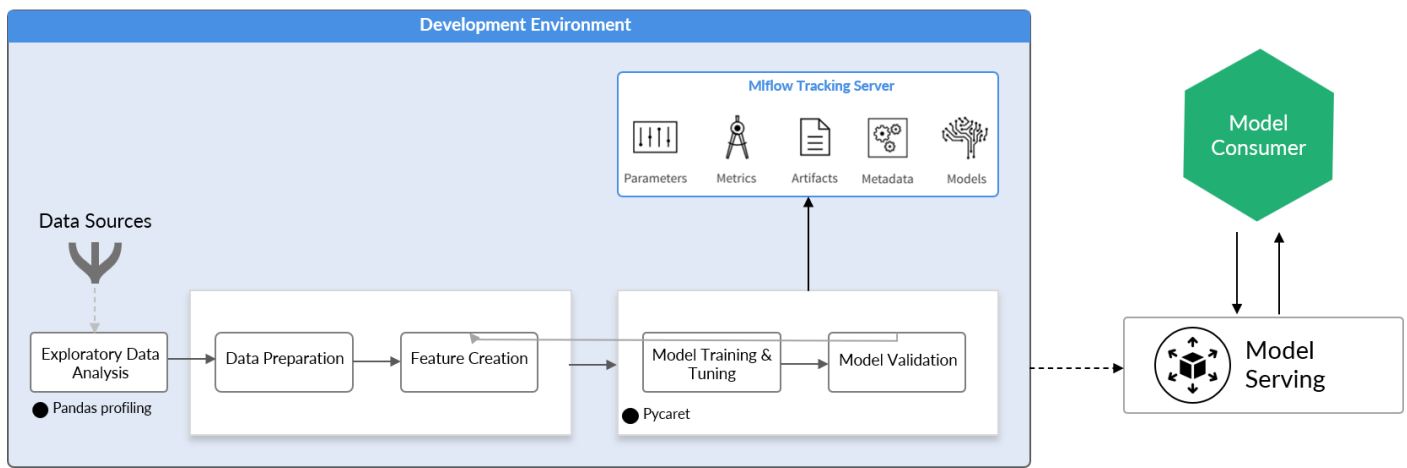 Development Environment
Mlflow Tracking Server
Parameters
Metrics
Artifacts
Metadata
Models
Model
Consumer
Data Sources
Exploratory Data
Analysis
Pandas profiling
Data Preparation
Feature Creation
Model Training &
Tuning
Model Validation
Pycaret
Model
Serving